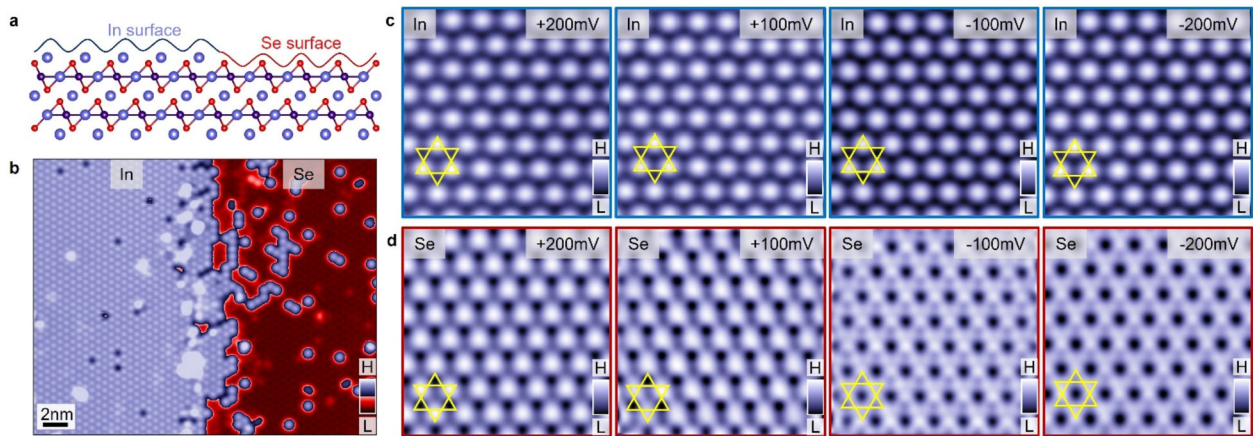 a
In surface
Se surface
b
In
Se
H
L
2nm
c
In
+200mV
H
L
In
+100mV
H
L
In
-100mV
H
L
In
-200mV
H
L
d
Se
+200mV
H
L
Se
+100mV
H
L
Se
-100mV
H
L
Se
-200mV
H
L